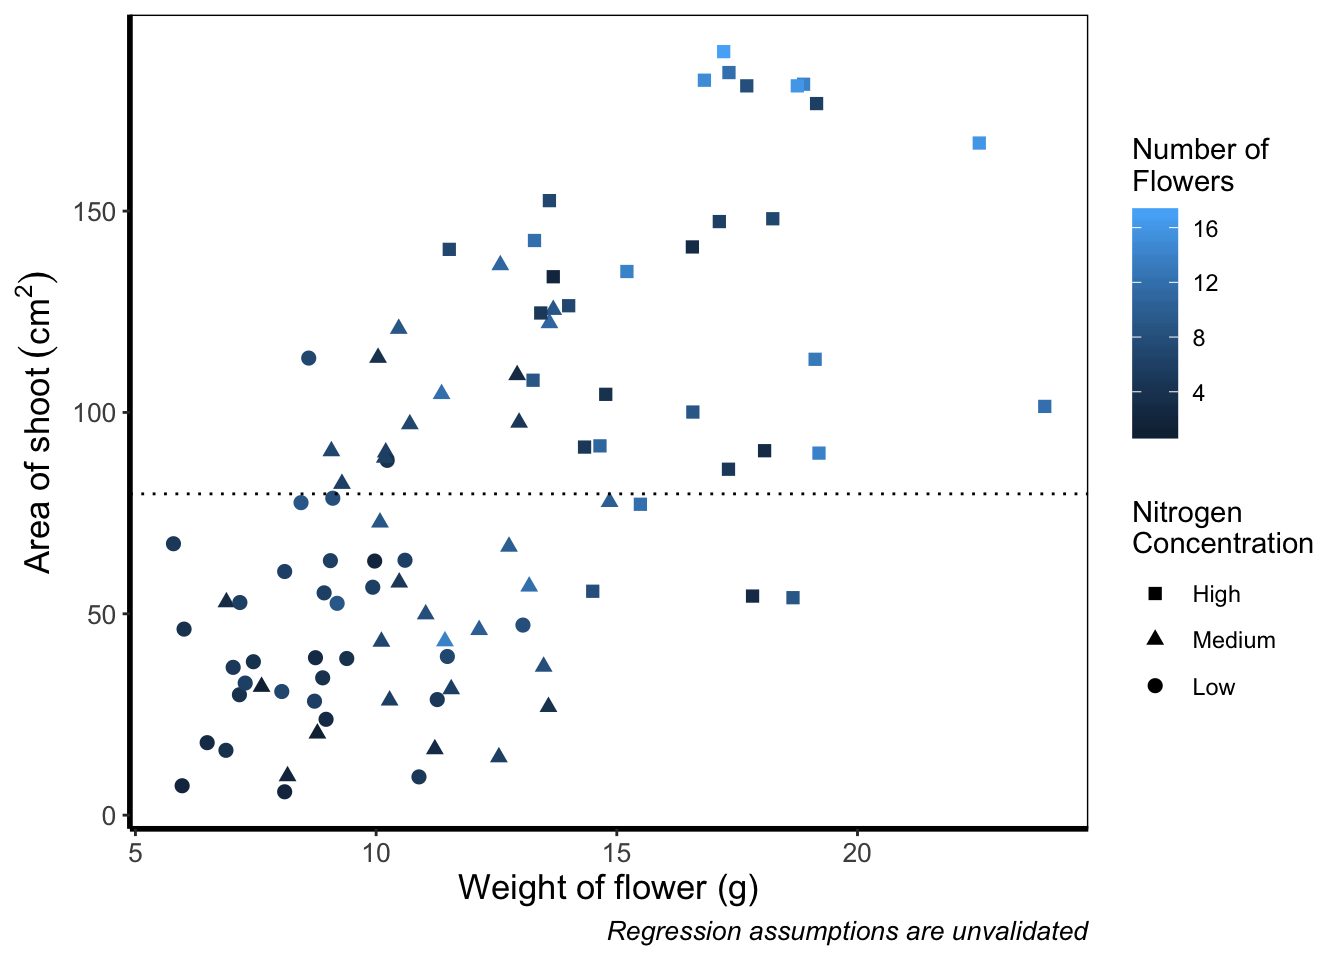 Area of shoot (cm²)
150
100
50
0
5
10
15
20
Weight of flower (g)
Regression assumptions are unvalidated
Number of
Flowers
16
12
8
4
Nitrogen
Concentration
High
Medium
Low